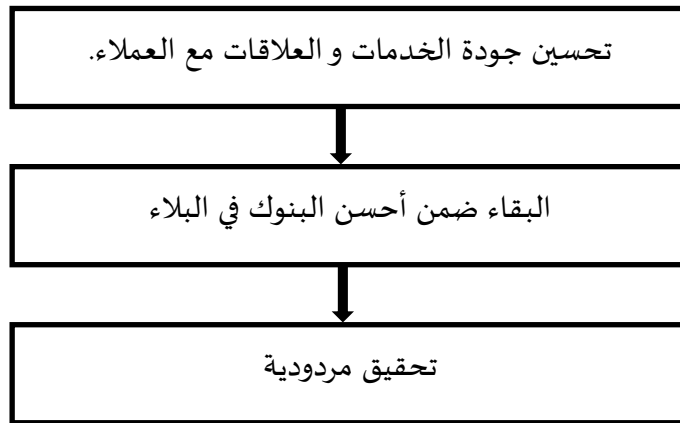 تحسين جودة الخدمات و العلاقات مع العملاء.
البقاء ضمن أحسن البنوك في البلاء
تحقيق مردودية